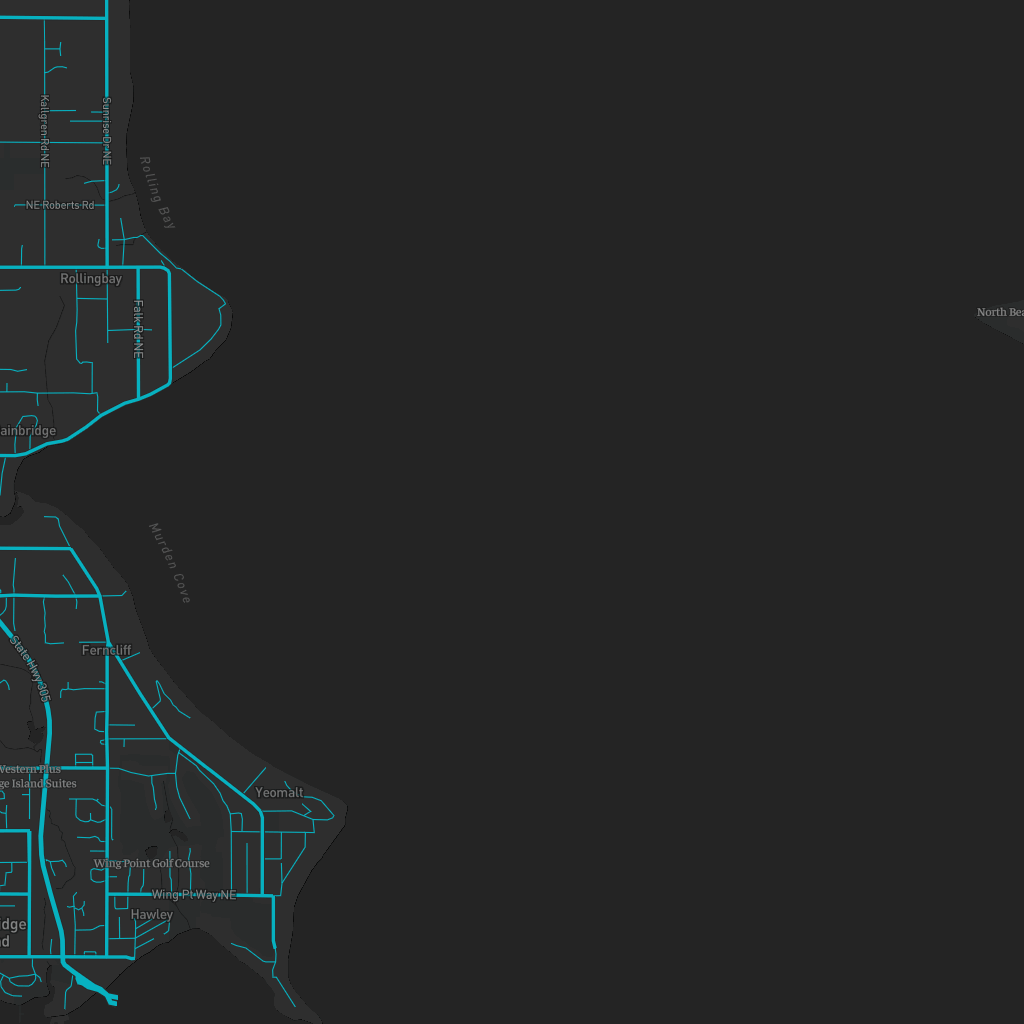 Kallgren Rd NE
Sunrise Dr NE
Rolling Bay
NE Roberts Rd
Rollingbay
North Bea
Falk Rd NE
ainbridge
Murden Cove
State Hwy 305
Ferncliff
Western Plus
ge Island Suites
Yeomalt
Wing Point Golf Course
Wing Pt Way NE
Hawley
idge
nd